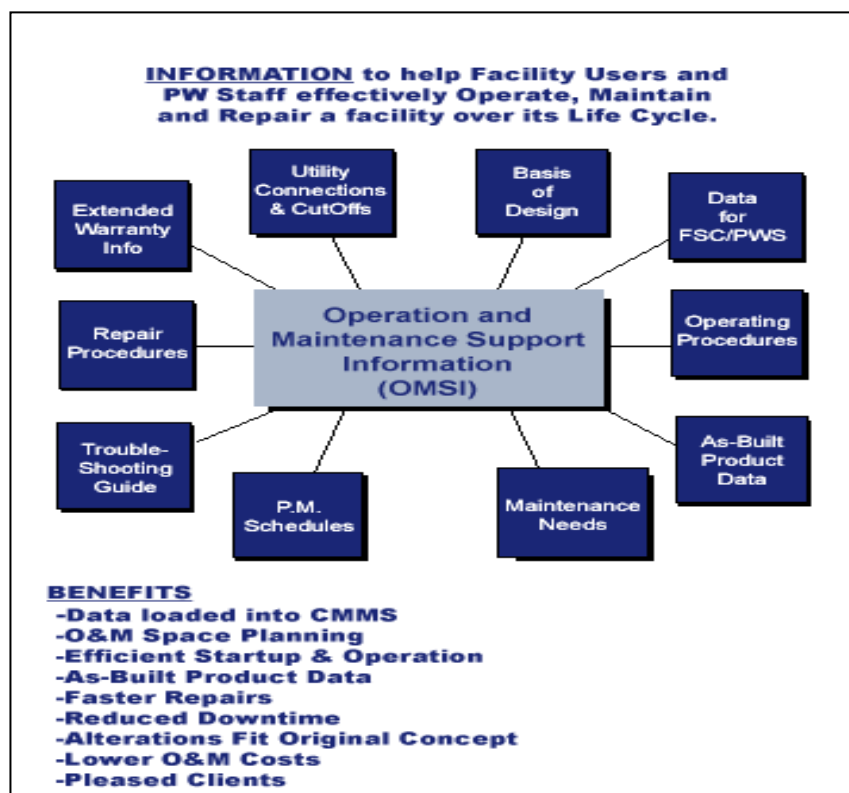 INFORMATION to help Facility Users and
PW Staff effectively Operate, Maintain
and Repair a facility over its Life Cycle.
Utility
Connections
& CutOffs
Basis
of
Design
Extended
Warranty
Info
Data
for
FSC/PWS
Operation and
Maintenance Support
Information
(OMSI)
Repair
Procedures
Operating
Procedures
Trouble-
Shooting
Guide
As-Built
Product
Data
P.M.
Schedules
Maintenance
Needs
BENEFITS
-Data loaded into CMMS
-O&M Space Planning
-Efficient Startup & Operation
-As-Built Product Data
-Faster Repairs
-Reduced Downtime
-Alterations Fit Original Concept
-Lower O&M Costs
-Pleased Clients